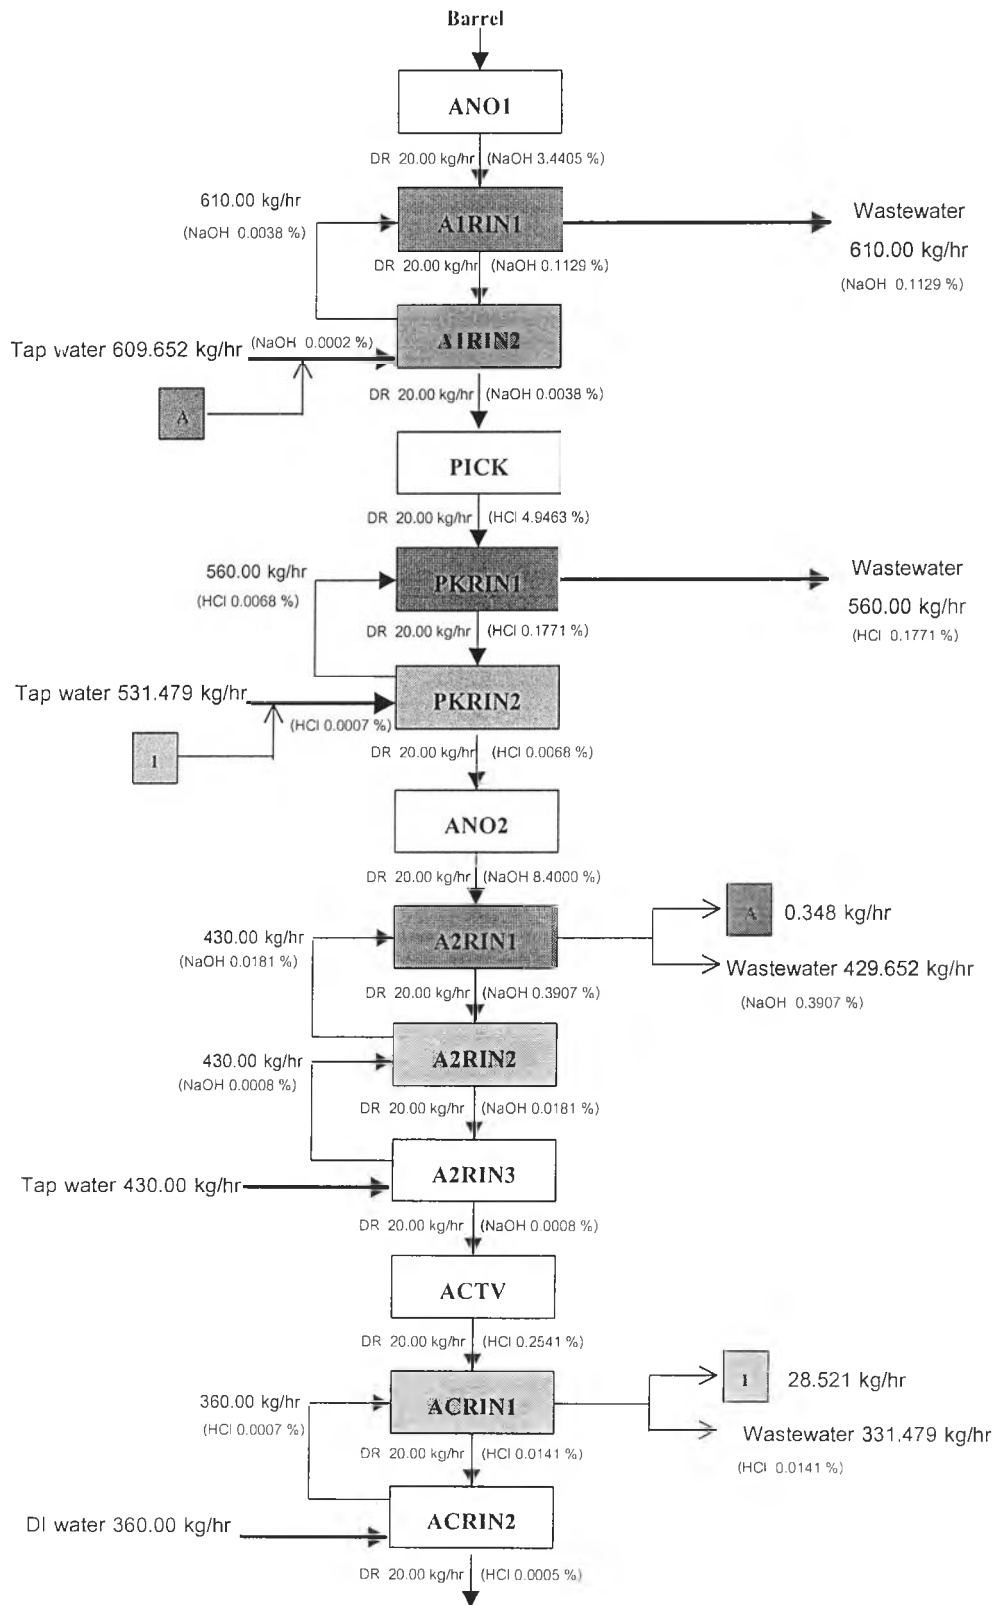 Barrel
ANO1
DR 20.00 kg/hr (NaOH 3.4405 %)
610.00 kg/hr
(NaOH 0.0038 %)
A1RIN1
Wastewater
610.00 kg/hr
(NaOH 0.1129 %)
DR 20.00 kg/hr (NaOH 0.1129 %)
A1RIN2
Tap water 609.652 kg/hr (NaOH 0.0002 %)
A
DR 20.00 kg/hr (NaOH 0.0038 %)
PICK
DR 20.00 kg/hr (HCl 4.9463 %)
560.00 kg/hr
(HCl 0.0068 %)
PKRIN1
Wastewater
560.00 kg/hr
(HCl 0.1771 %)
DR 20.00 kg/hr (HCl 0.1771 %)
PKRIN2
Tap water 531.479 kg/hr
(HCl 0.0007 %)
1
DR 20.00 kg/hr (HCl 0.0068 %)
ANO2
DR 20.00 kg/hr (NaOH 8.4000 %)
430.00 kg/hr
(NaOH 0.0181 %)
A2RIN1
A 0.348 kg/hr
Wastewater 429.652 kg/hr
(NaOH 0.3907 %)
DR 20.00 kg/hr (NaOH 0.3907 %)
A2RIN2
430.00 kg/hr
(NaOH 0.0008 %)
DR 20.00 kg/hr (NaOH 0.0181 %)
A2RIN3
Tap water 430.00 kg/hr
DR 20.00 kg/hr (NaOH 0.0008 %)
ACTV
DR 20.00 kg/hr (HCl 0.2541 %)
360.00 kg/hr
(HCl 0.0007 %)
ACRIN1
1 28.521 kg/hr
Wastewater 331.479 kg/hr
(HCl 0.0141 %)
DR 20.00 kg/hr (HCl 0.0141 %)
ACRIN2
DI water 360.00 kg/hr
DR 20.00 kg/hr (HCl 0.0005 %)